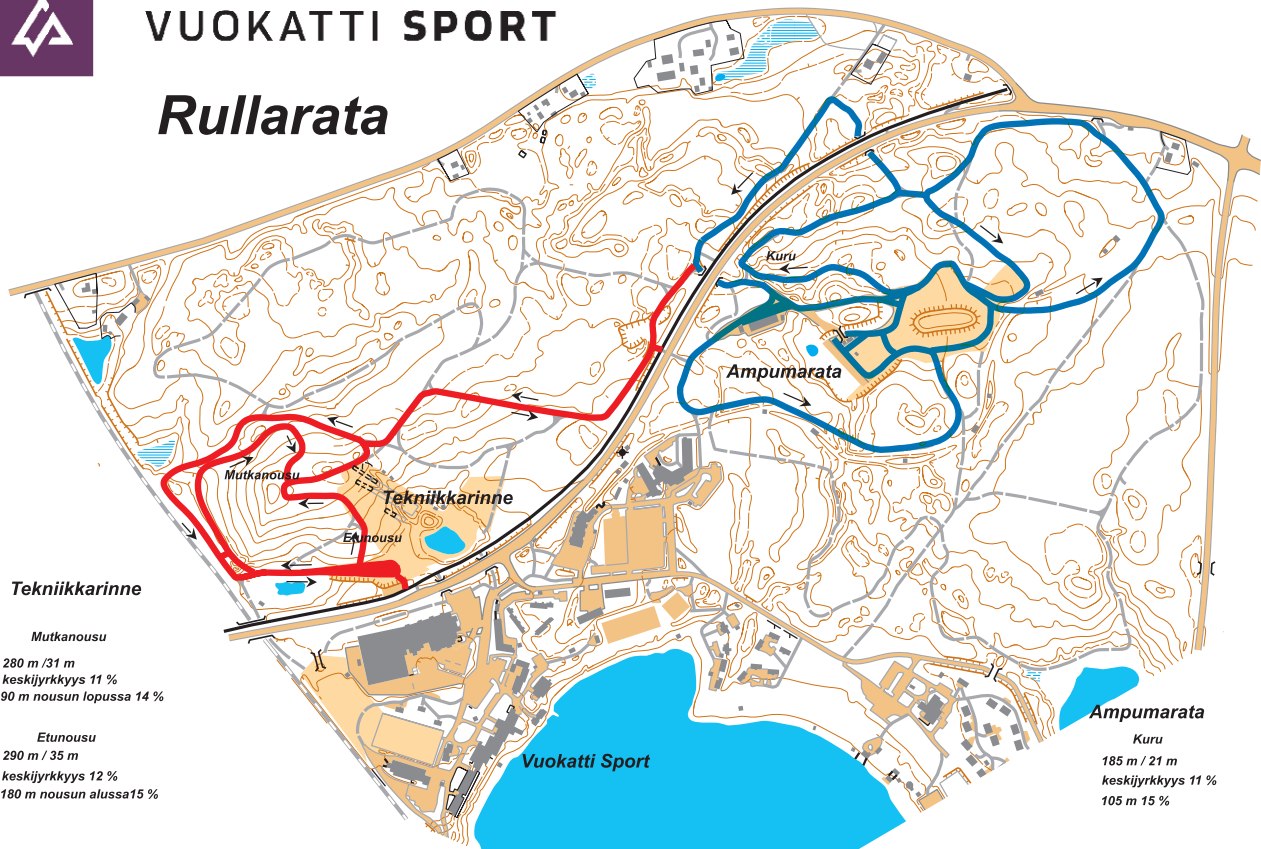 VUOKATTI SPORT
Rullarata
Kuru
Ampumarata
Mutkanousu
Tekniikkarinne
Etunousu
Tekniikkarinne
Mutkanousu
280 m /31 m
keskijyrkkyys 11 %
90 m nousun lopussa 14 %
Etunousu
290 m / 35 m
keskijyrkkyys 12 %
180 m nousun alussa15 %
Vuokatti Sport
Ampumarata
Kuru
185 m / 21 m
keskijyrkkyys 11 %
105 m 15 %